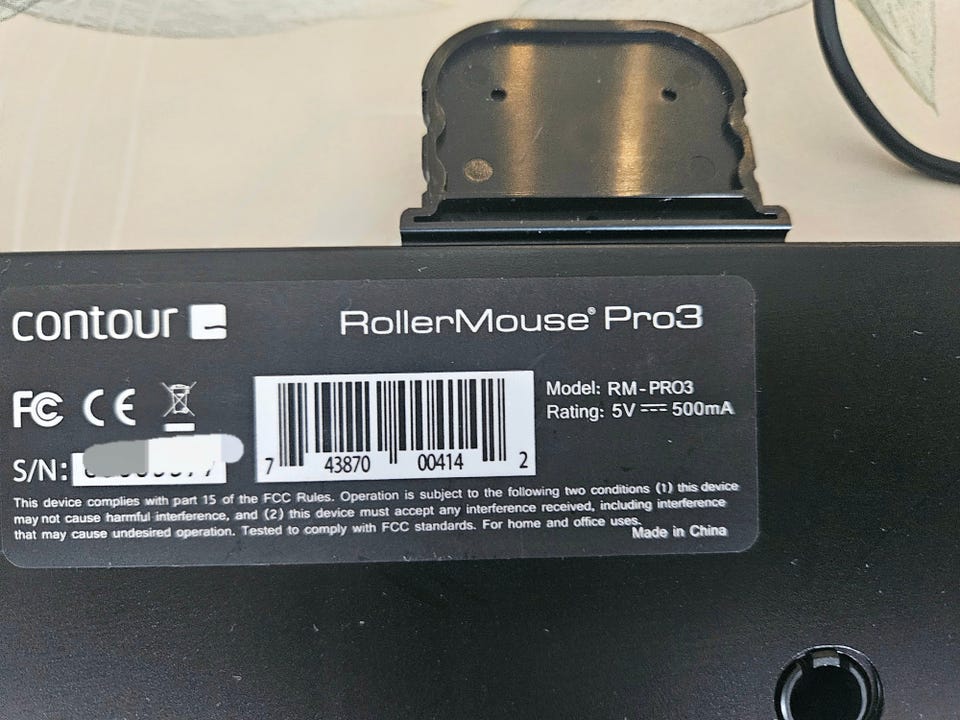 contour
RollerMouse® Pro3
FC CE
Model: RM-PRO3
Rating: 5V ⎓ 500mA
S/N:
7 43870 00414 2
This device complies with part 15 of the FCC Rules. Operation is subject to the following two conditions (1) this device
may not cause harmful interference, and (2) this device must accept any interference received, including interference
that may cause undesired operation. Tested to comply with FCC standards. For home and office uses.
Made in China